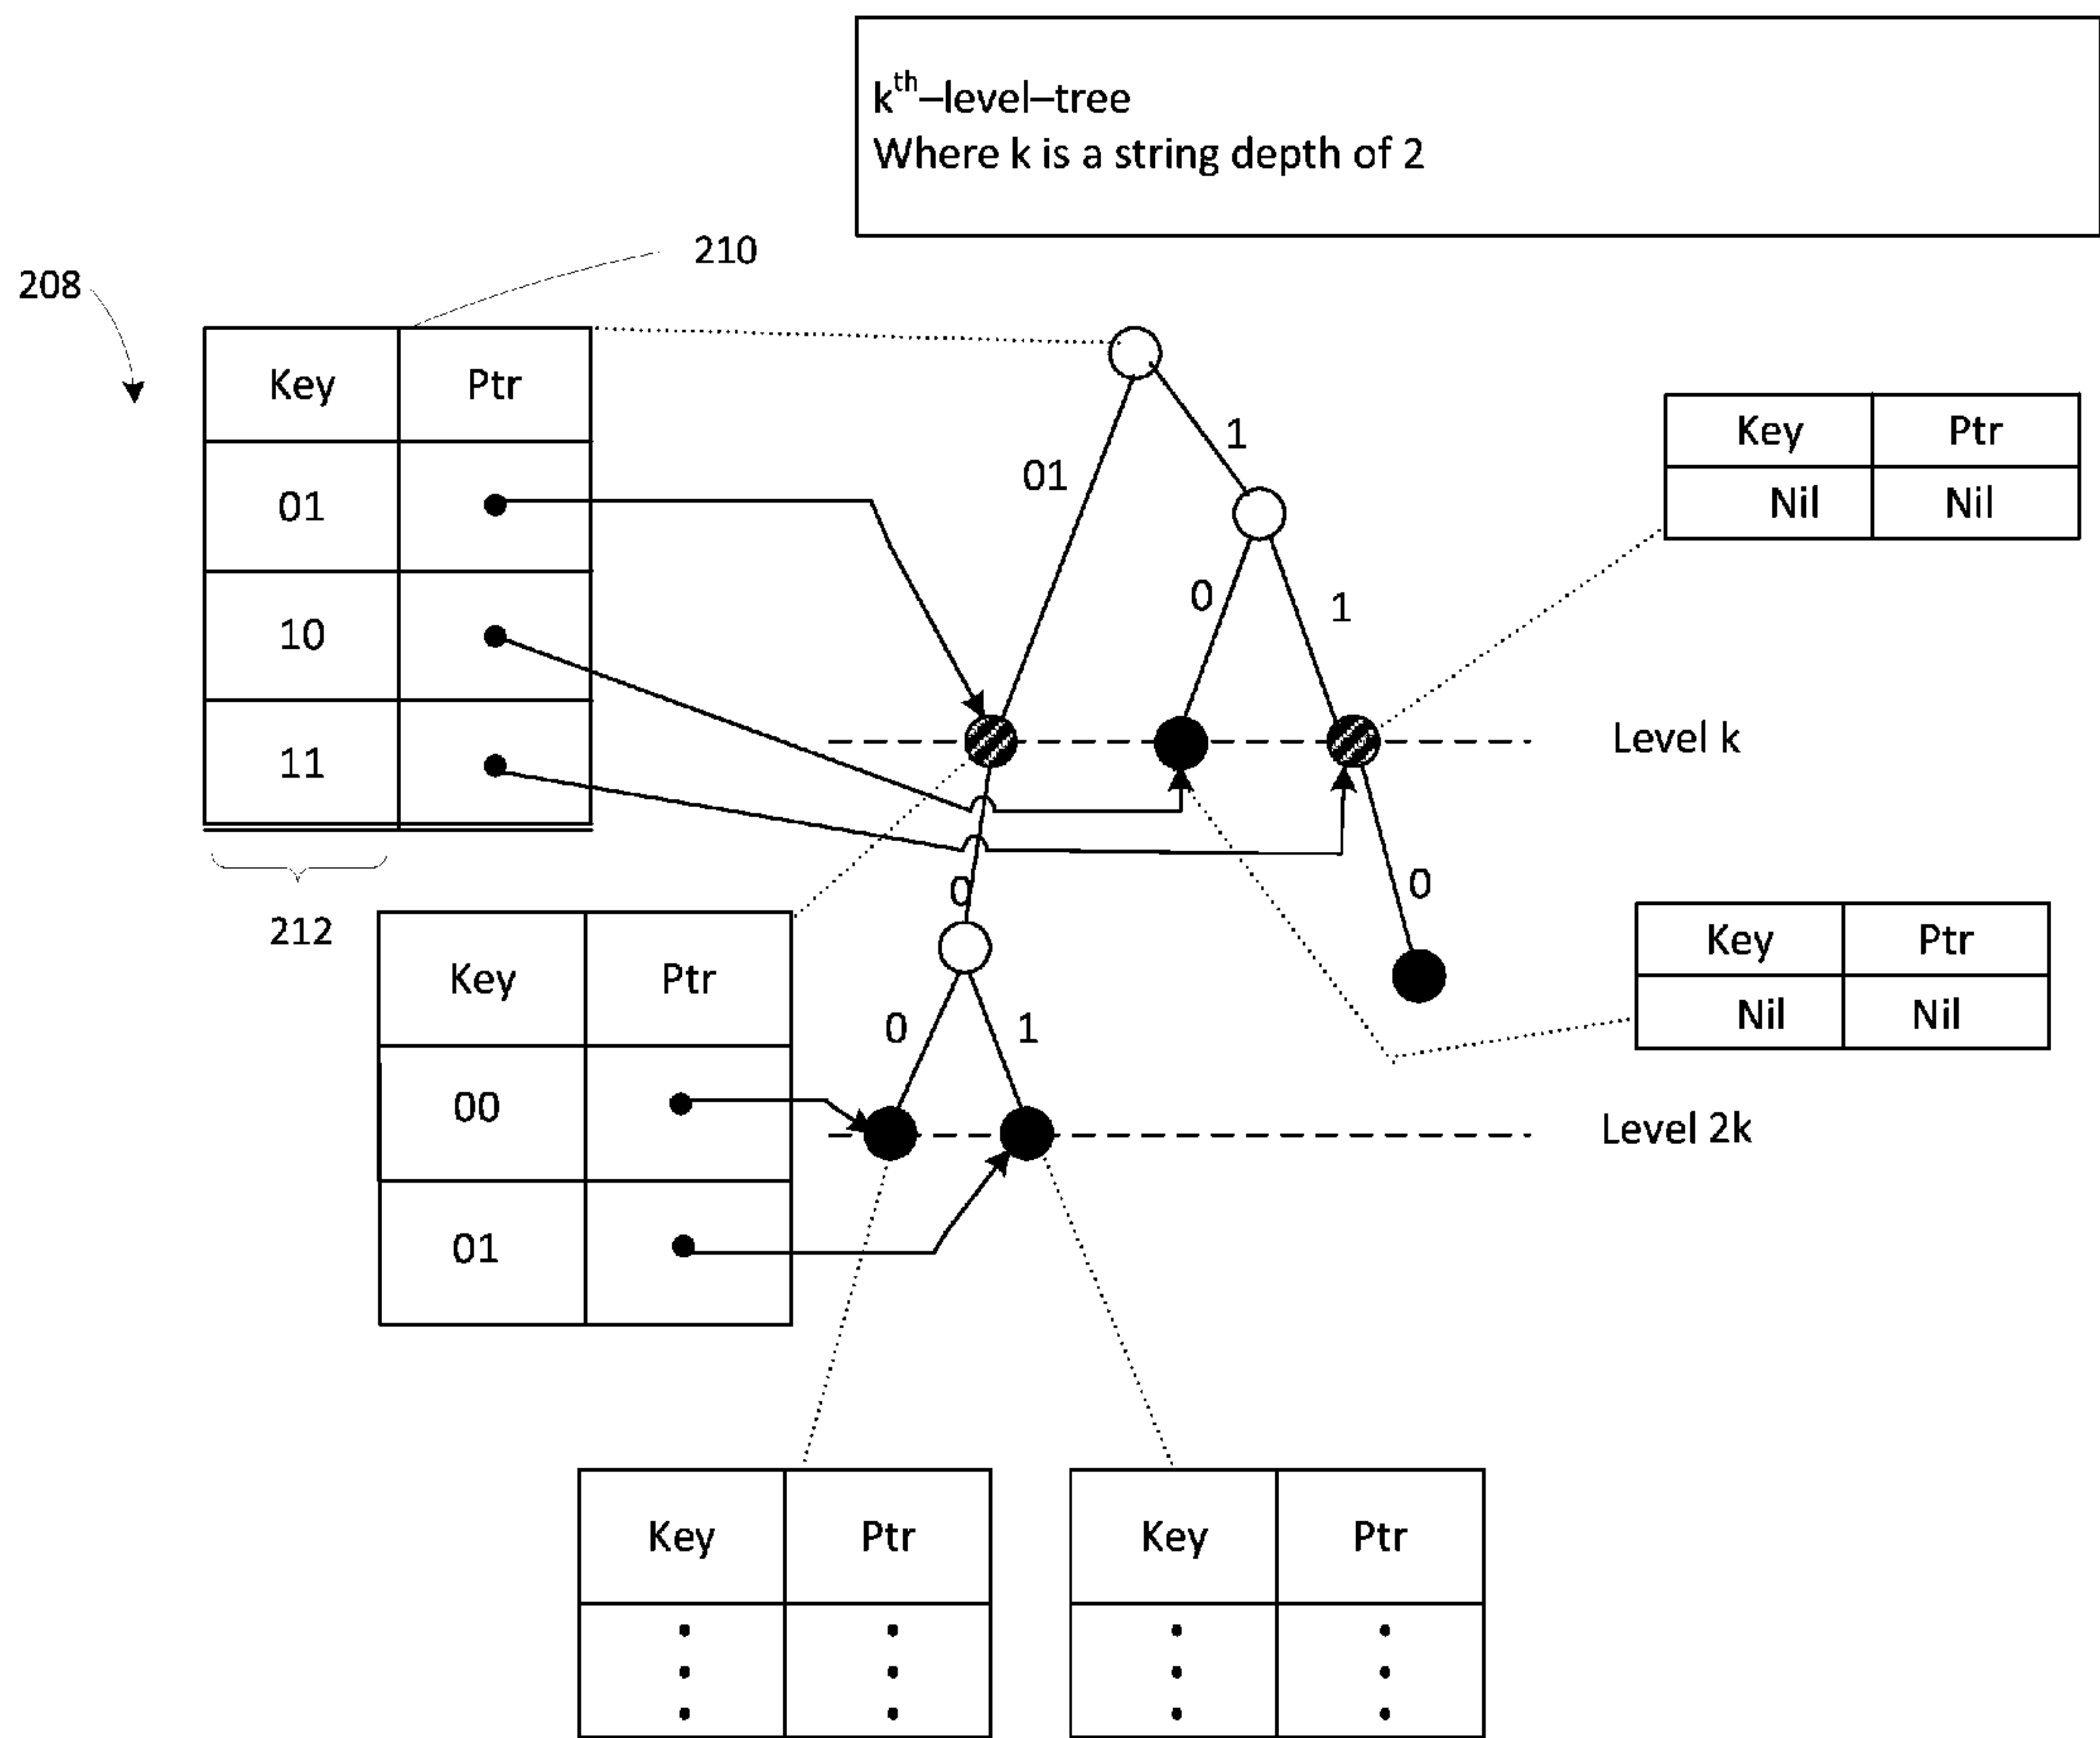 kth–level–tree
Where k is a string depth of 2
210
208
Key Ptr
01
10
11
212
01
1
0
1
Key Ptr
Nil Nil
Level k
0
0
Key Ptr
00
01
0
1
Key Ptr
Nil Nil
Level 2k
Key Ptr
Key Ptr